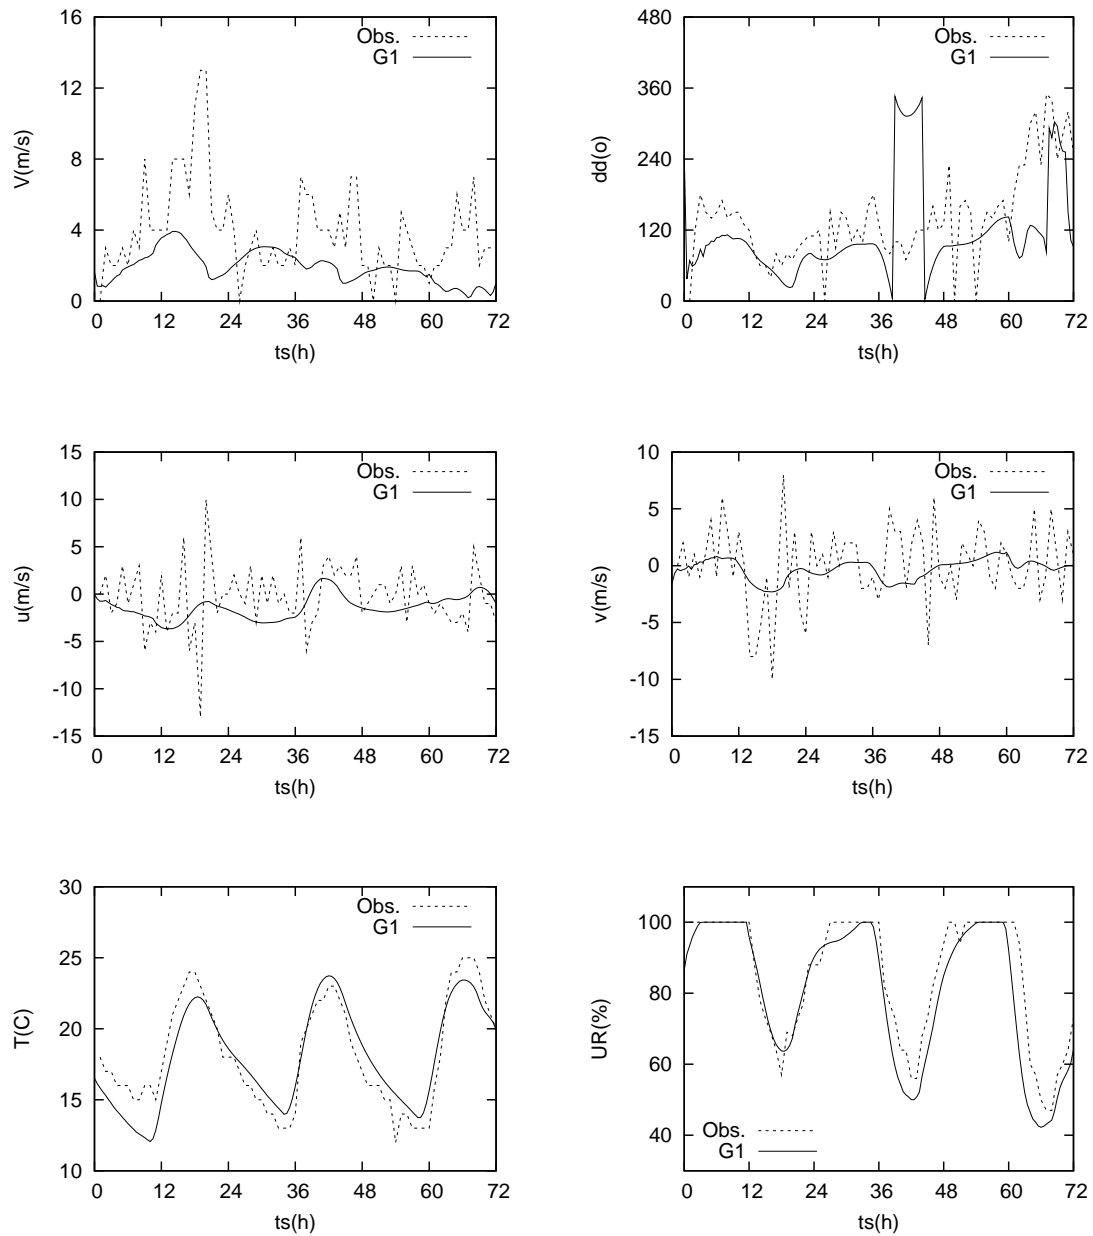 16
12
8
4
0
0 12 24 36 48 60 72
V(m/s)
ts(h)
Obs.
G1
480
360
240
120
0
0 12 24 36 48 60 72
dd(o)
ts(h)
Obs.
G1
15
10
5
0
-5
-10
-15
0 12 24 36 48 60 72
u(m/s)
ts(h)
Obs.
G1
10
5
0
-5
-10
-15
0 12 24 36 48 60 72
v(m/s)
ts(h)
Obs.
G1
30
25
20
15
10
0 12 24 36 48 60 72
T(C)
ts(h)
Obs.
G1
100
80
60
40
0 12 24 36 48 60 72
UR(%)
ts(h)
Obs.
G1